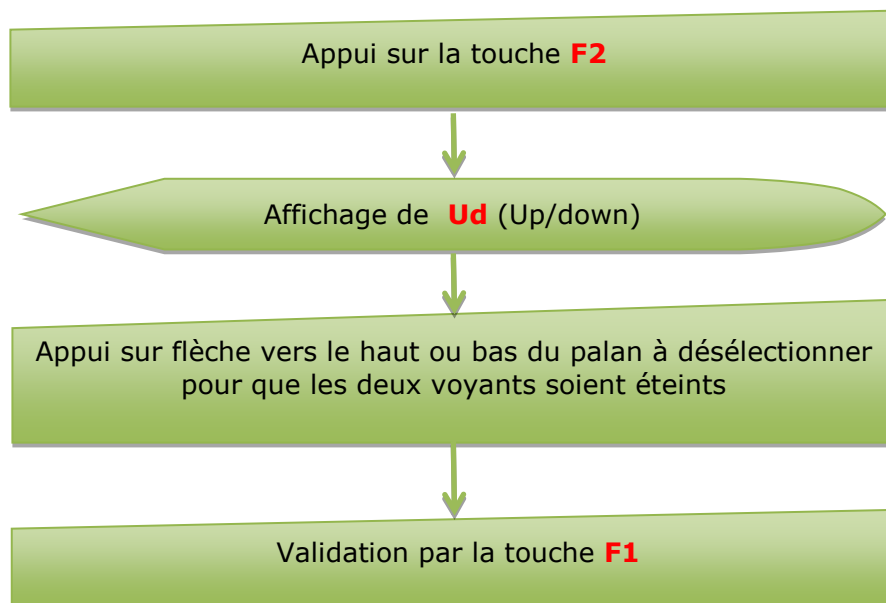 Appui sur la touche F2
Affichage de Ud (Up/down)
Appui sur flèche vers le haut ou bas du palan à désélectionner
pour que les deux voyants soient éteints
Validation par la touche F1